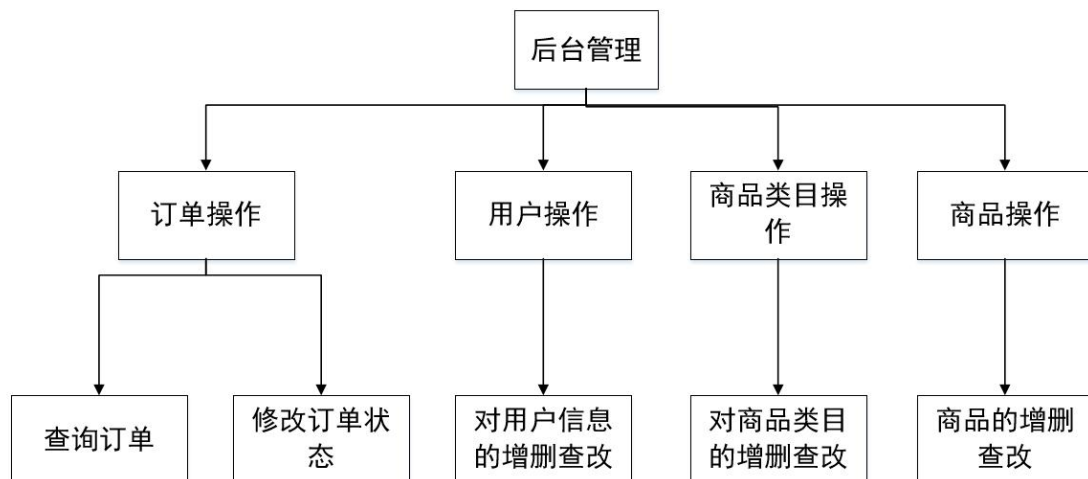 后台管理
订单操作
用户操作
商品类目操
作
商品操作
查询订单
修改订单状
态
对用户信息
的增删查改
对商品类目
的增删查改
商品的增删
查改